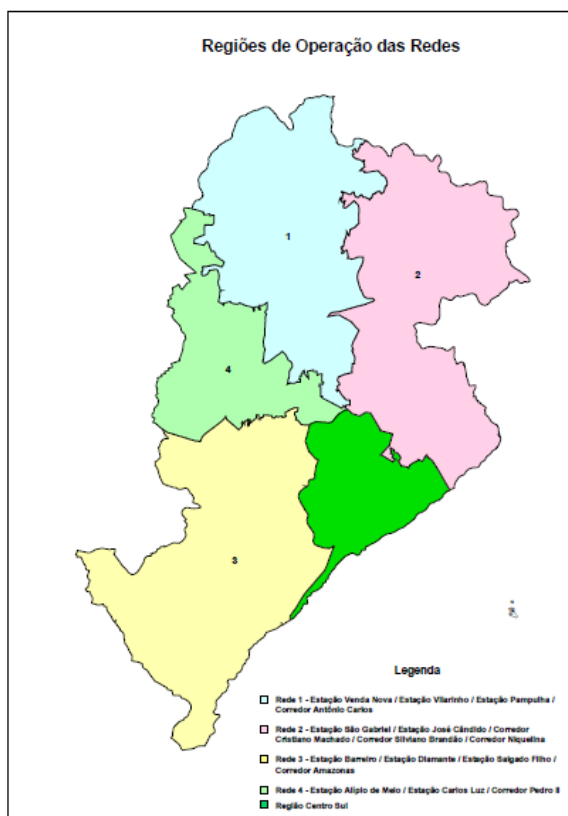 Regiões de Operação das Redes
1
2
4
3
Legenda
Rede 1 - Estação Venda Nova / Estação Vilarinho / Estação Pampulha /
Corredor Antônio Carlos
Rede 2 - Estação São Gabriel / Estação José Cândido / Corredor
Cristiano Machado / Corredor Silviano Brandão / Corredor Niquelina
Rede 3 - Estação Barreiro / Estação Diamante / Estação Salgado Filho /
Corredor Amazonas
Rede 4 - Estação Alípio de Melo / Estação Carlos Luz / Corredor Pedro II
Região Centro Sul